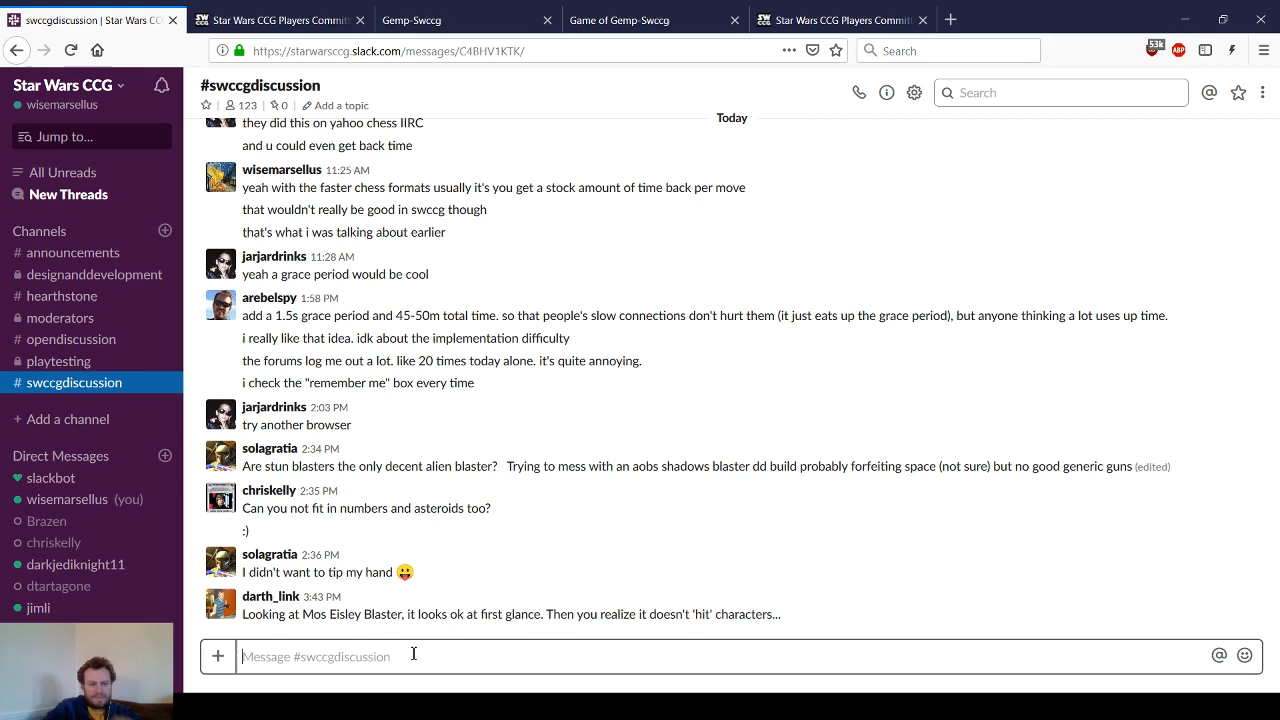 swccgdiscussion | Star Wars CC
Star Wars CCG Players Committ
Gemp-Swccg
Game of Gemp-Swccg
Star Wars CCG Players Committ
https://starwarsccg.slack.com/messages/C4BHV1KTK/
Search
53k
ABP
Star Wars CCG
wisemarsellus
#swccgdiscussion
123
0
Add a topic
Search
Jump to...
All Unreads
New Threads
Channels
# announcements
designanddevelopment
# hearthstone
moderators
# opendiscussion
playtesting
# swccgdiscussion
+ Add a channel
Direct Messages
slackbot
wisemarsellus (you)
Brazen
chriskelly
darkjediknight11
dtartagone
jimli
Today
they did this on yahoo chess IIRC
and u could even get back time
wisemarsellus 11:25 AM
yeah with the faster chess formats usually it's you get a stock amount of time back per move
that wouldn't really be good in swccg though
that's what i was talking about earlier
jarjardrinks 11:28 AM
yeah a grace period would be cool
arebelspy 1:58 PM
add a 1.5s grace period and 45-50m total time. so that people's slow connections don't hurt them (it just eats up the grace period), but anyone thinking a lot uses up time.
i really like that idea. idk about the implementation difficulty
the forums log me out a lot. like 20 times today alone. it's quite annoying.
i check the "remember me" box every time
jarjardrinks 2:03 PM
try another browser
solagratia 2:34 PM
Are stun blasters the only decent alien blaster? Trying to mess with an aobs shadows blaster dd build probably forfeiting space (not sure) but no good generic guns (edited)
chriskelly 2:35 PM
Can you not fit in numbers and asteroids too?
:)
solagratia 2:36 PM
I didn't want to tip my hand 😛
darth_link 3:43 PM
Looking at Mos Eisley Blaster, it looks ok at first glance. Then you realize it doesn't 'hit' characters...
Message #swccgdiscussion